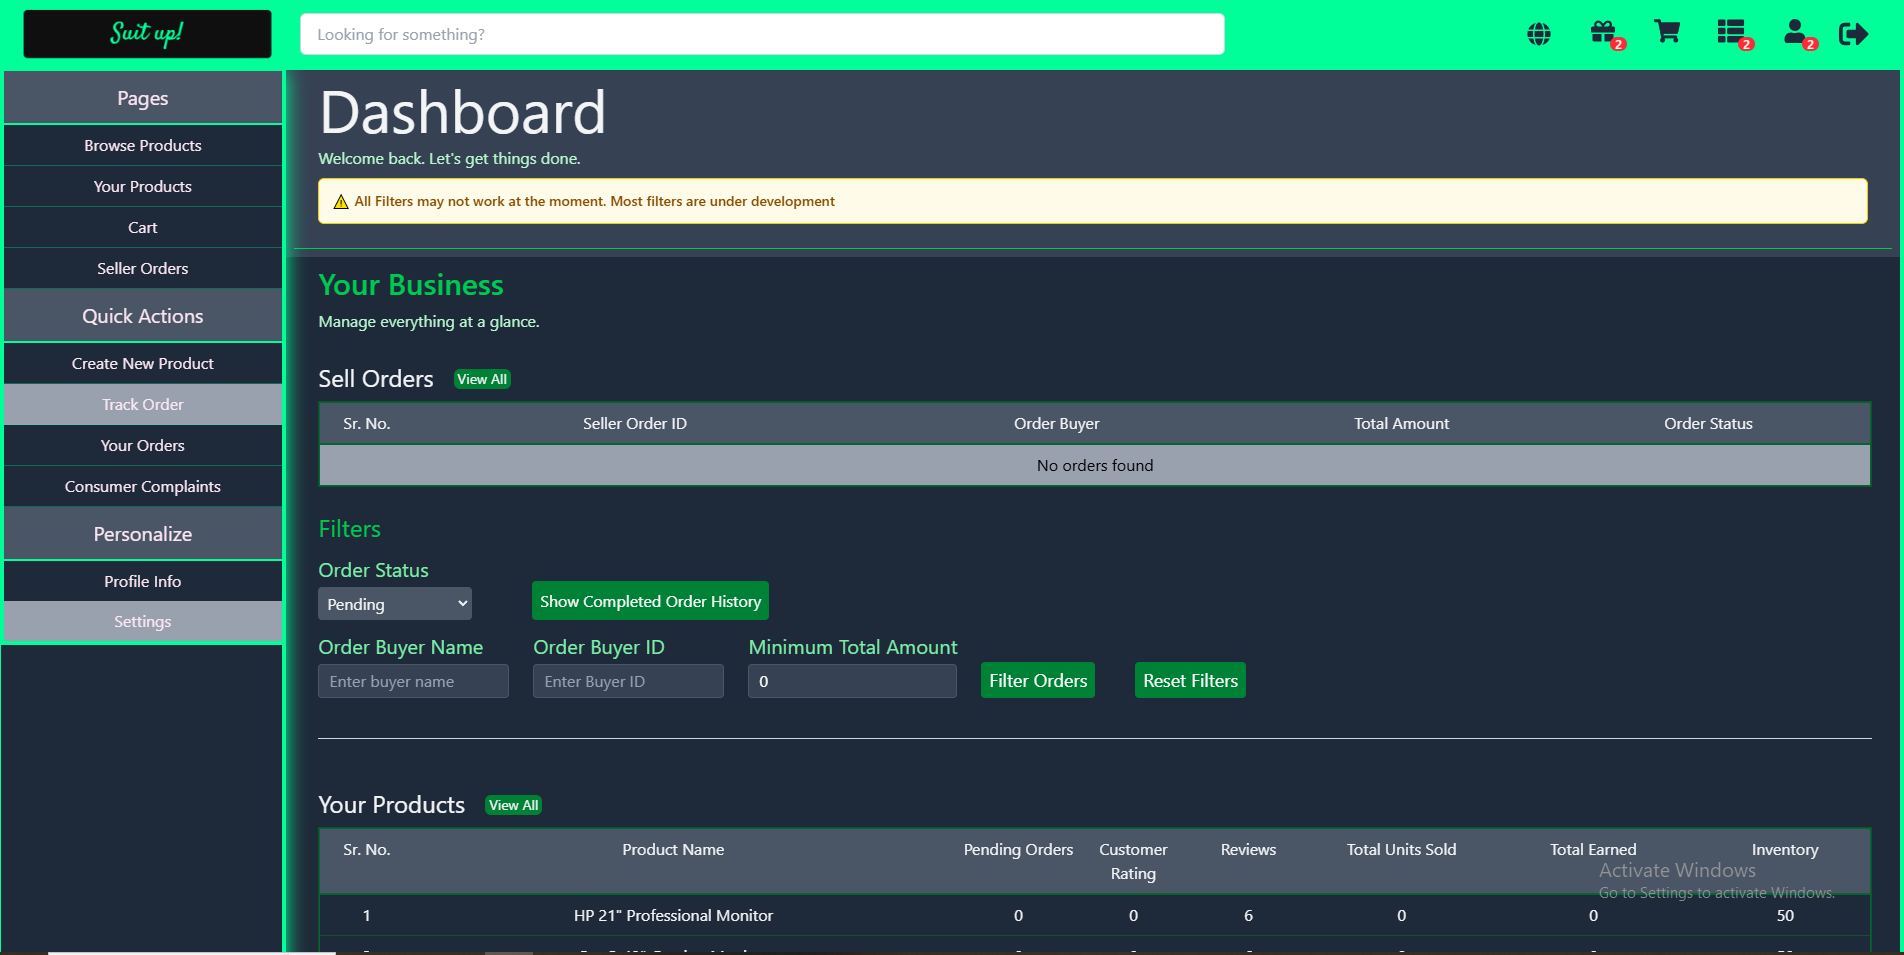 Suit up!
Looking for something?
2
2
2
Pages
Browse Products
Your Products
Cart
Seller Orders
Quick Actions
Create New Product
Track Order
Your Orders
Consumer Complaints
Personalize
Profile Info
Settings
Dashboard
Welcome back. Let's get things done.
All Filters may not work at the moment. Most filters are under development
Your Business
Manage everything at a glance.
Sell Orders View All
Sr. No. Seller Order ID Order Buyer Total Amount Order Status
No orders found
Filters
Order Status
Pending Show Completed Order History
Order Buyer Name Order Buyer ID Minimum Total Amount
Enter buyer name Enter Buyer ID 0 Filter Orders Reset Filters
Your Products View All
Sr. No. Product Name Pending Orders Customer Rating Reviews Total Units Sold Total Earned Inventory
Activate Windows
Go to Settings to activate Windows.
1 HP 21" Professional Monitor 0 0 6 0 0 50